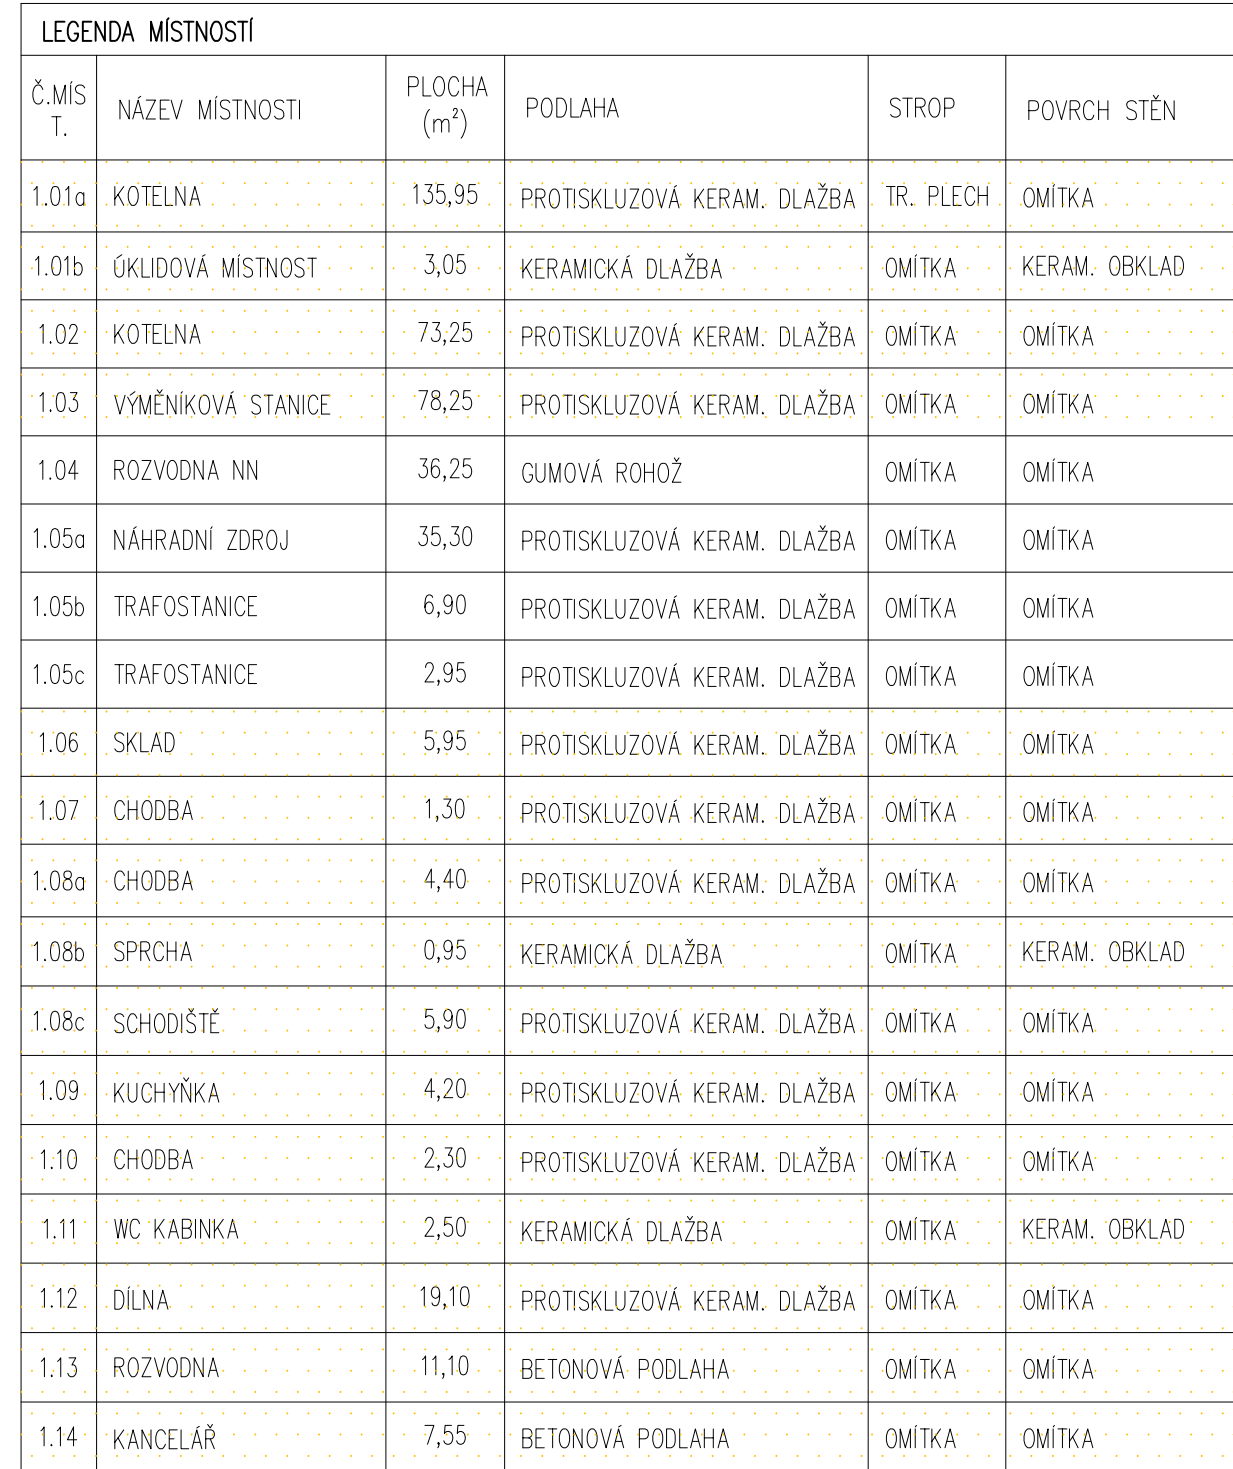 LEGENDA MÍSTNOSTÍ
Č.MÍS
T. NÁZEV MÍSTNOSTI PLOCHA
(m²) PODLAHA STROP POVRCH STĚN
1.01a KOTELNA 135,95 PROTISKLUZOVÁ KERAM. DLAŽBA TR. PLECH OMÍTKA
1.01b ÚKLIDOVÁ MÍSTNOST 3,05 KERAMICKÁ DLAŽBA OMÍTKA KERAM. OBKLAD
1.02 KOTELNA 73,25 PROTISKLUZOVÁ KERAM. DLAŽBA OMÍTKA OMÍTKA
1.03 VÝMĚNÍKOVÁ STANICE 78,25 PROTISKLUZOVÁ KERAM. DLAŽBA OMÍTKA OMÍTKA
1.04 ROZVODNA NN 36,25 GUMOVÁ ROHOŽ OMÍTKA OMÍTKA
1.05a NÁHRADNÍ ZDROJ 35,30 PROTISKLUZOVÁ KERAM. DLAŽBA OMÍTKA OMÍTKA
1.05b TRAFOSTANICE 6,90 PROTISKLUZOVÁ KERAM. DLAŽBA OMÍTKA OMÍTKA
1.05c TRAFOSTANICE 2,95 PROTISKLUZOVÁ KERAM. DLAŽBA OMÍTKA OMÍTKA
1.06 SKLAD 5,95 PROTISKLUZOVÁ KERAM. DLAŽBA OMÍTKA OMÍTKA
1.07 CHODBA 1,30 PROTISKLUZOVÁ KERAM. DLAŽBA OMÍTKA OMÍTKA
1.08a CHODBA 4,40 PROTISKLUZOVÁ KERAM. DLAŽBA OMÍTKA OMÍTKA
1.08b SPRCHA 0,95 KERAMICKÁ DLAŽBA OMÍTKA KERAM. OBKLAD
1.08c SCHODIŠTĚ 5,90 PROTISKLUZOVÁ KERAM. DLAŽBA OMÍTKA OMÍTKA
1.09 KUCHYŇKA 4,20 PROTISKLUZOVÁ KERAM. DLAŽBA OMÍTKA OMÍTKA
1.10 CHODBA 2,30 PROTISKLUZOVÁ KERAM. DLAŽBA OMÍTKA OMÍTKA
1.11 WC KABINKA 2,50 KERAMICKÁ DLAŽBA OMÍTKA KERAM. OBKLAD
1.12 DÍLNA 19,10 PROTISKLUZOVÁ KERAM. DLAŽBA OMÍTKA OMÍTKA
1.13 ROZVODNA 11,10 BETONOVÁ PODLAHA OMÍTKA OMÍTKA
1.14 KANCELÁŘ 7,55 BETONOVÁ PODLAHA OMÍTKA OMÍTKA